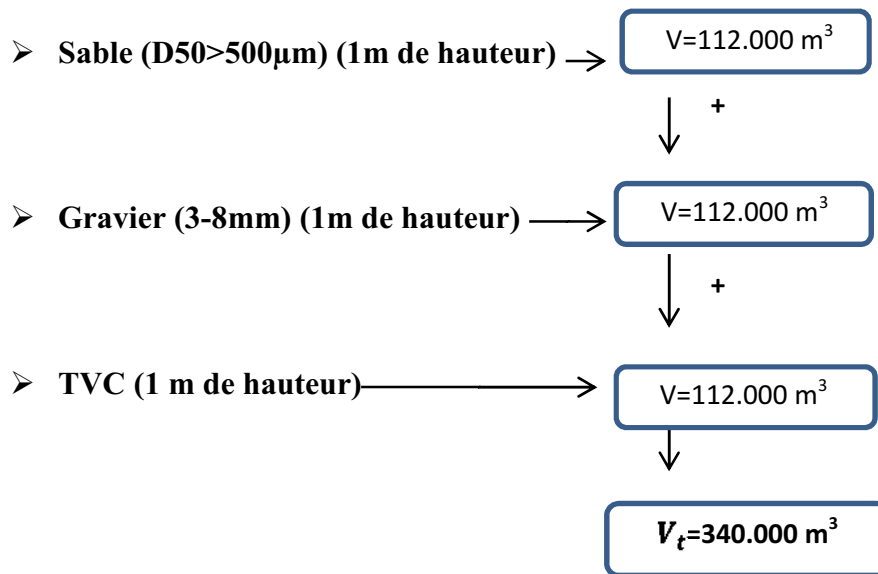 ➢ Sable (D50>500μm) (1m de hauteur) V=112.000 m³
+
➢ Gravier (3-8mm) (1m de hauteur) V=112.000 m³
+
➢ TVC (1 m de hauteur) V=112.000 m³
V_t=340.000 m³